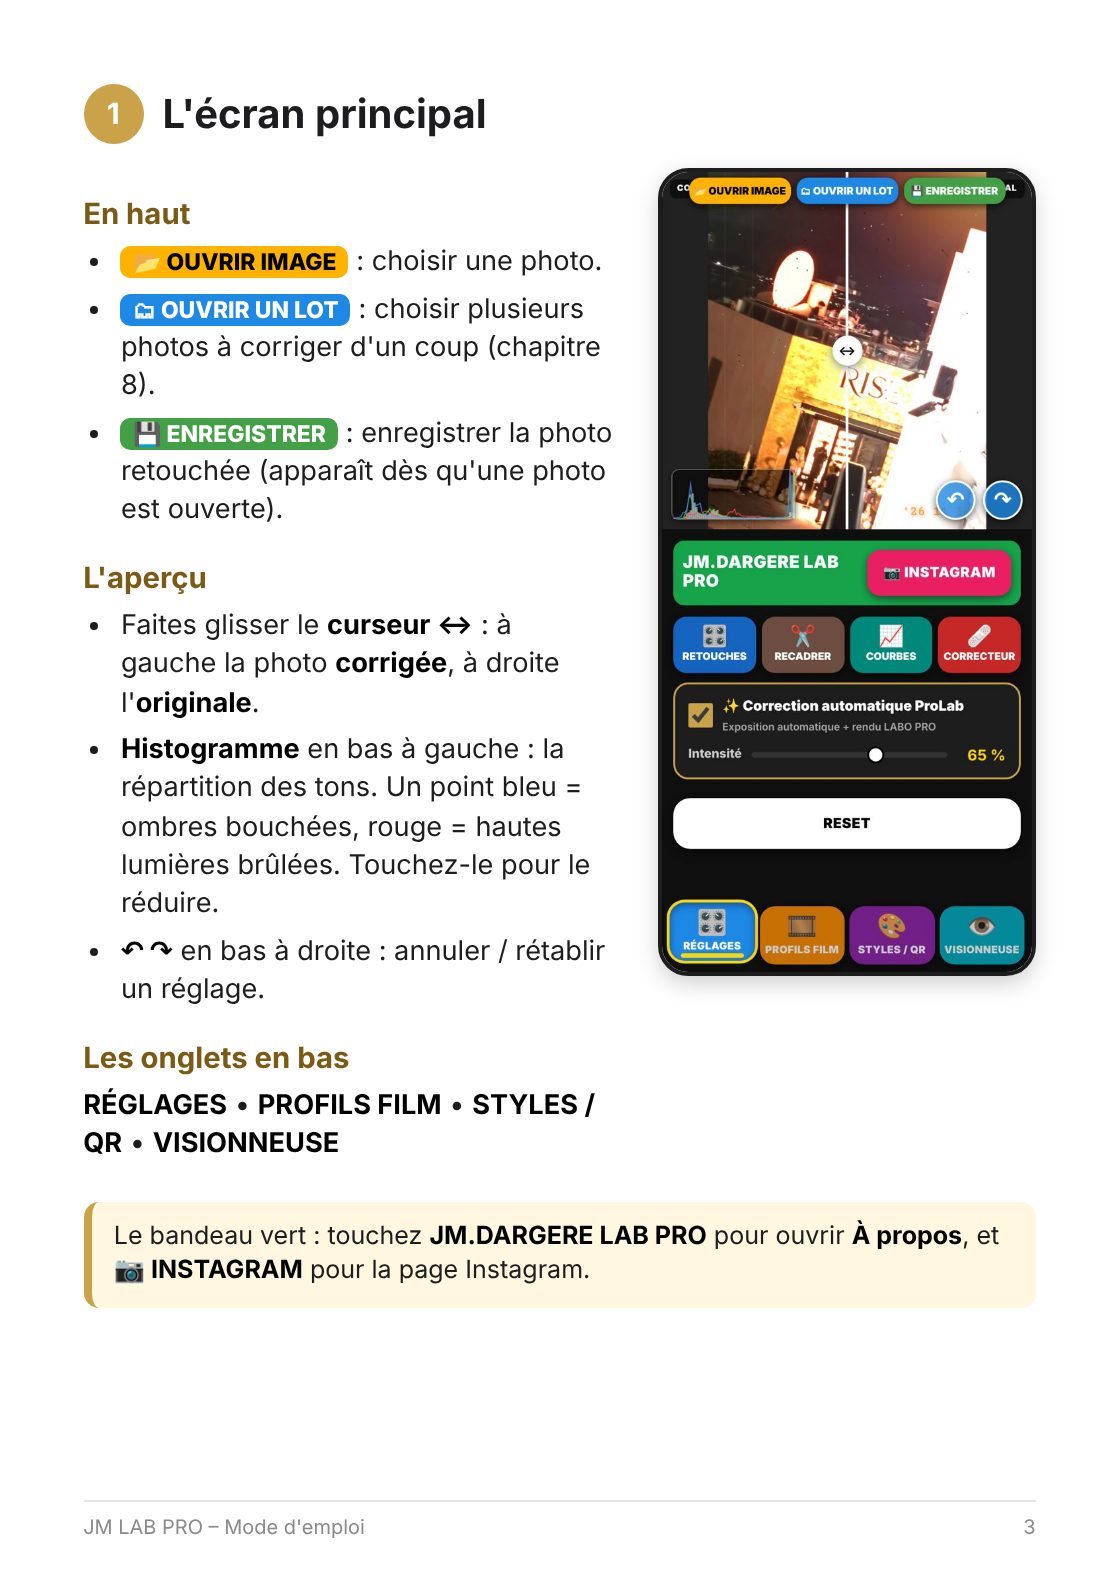 1 L'écran principal
En haut
• 📂 OUVRIR IMAGE : choisir une photo.
• 🗂 OUVRIR UN LOT : choisir plusieurs
photos à corriger d'un coup (chapitre
8).
• 💾 ENREGISTRER : enregistrer la photo
retouchée (apparaît dès qu'une photo
est ouverte).
L'aperçu
• Faites glisser le curseur ↔ : à
gauche la photo corrigée, à droite
l'originale.
• Histogramme en bas à gauche : la
répartition des tons. Un point bleu =
ombres bouchées, rouge = hautes
lumières brûlées. Touchez-le pour le
réduire.
• ↶ ↷ en bas à droite : annuler / rétablir
un réglage.
Les onglets en bas
RÉGLAGES • PROFILS FILM • STYLES /
QR • VISIONNEUSE
CO 📂 OUVRIR IMAGE 🗂 OUVRIR UN LOT 💾 ENREGISTRER AL
RISE
'26
JM.DARGERE LAB
PRO
📷 INSTAGRAM
RETOUCHES RECADRER COURBES CORRECTEUR
✨ Correction automatique ProLab
Exposition automatique + rendu LABO PRO
Intensité 65 %
RESET
RÉGLAGES PROFILS FILM STYLES / QR VISIONNEUSE
Le bandeau vert : touchez JM.DARGERE LAB PRO pour ouvrir À propos, et
📷 INSTAGRAM pour la page Instagram.
JM LAB PRO – Mode d'emploi 3